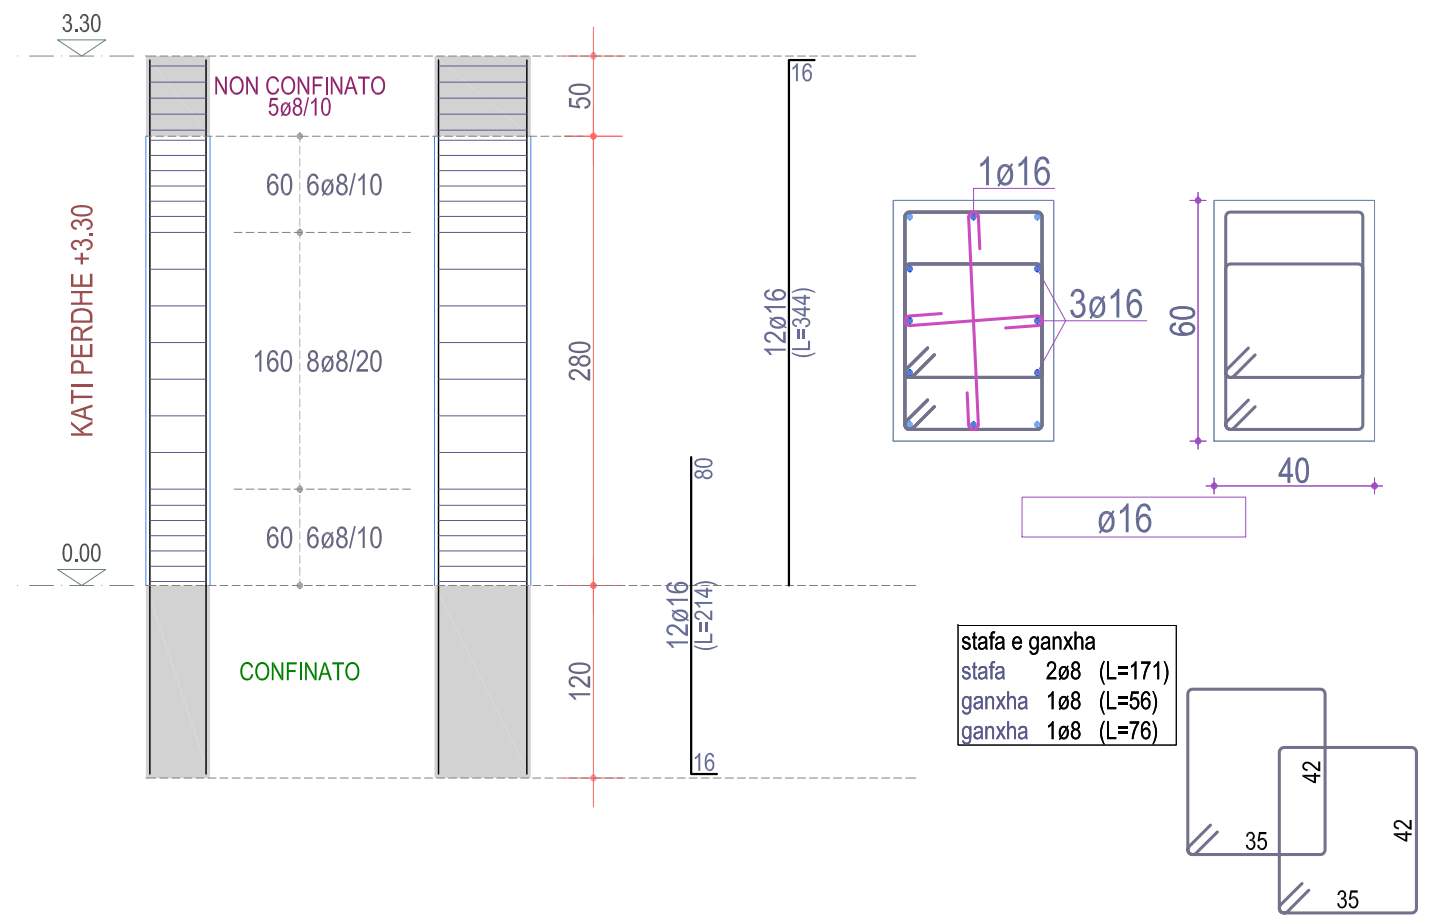 3.30
NON CONFINATO
5ø8/10
50
60 6ø8/10
KATI PERDHE +3.30
160 8ø8/20
280
60 6ø8/10
0.00
CONFINATO
120
16
12ø16
(L=344)
80
12ø16
(L=214)
16
1ø16
3ø16
60
40
ø16
stafa e ganxha
stafa 2ø8 (L=171)
ganxha 1ø8 (L=56)
ganxha 1ø8 (L=76)
42
35
42
35